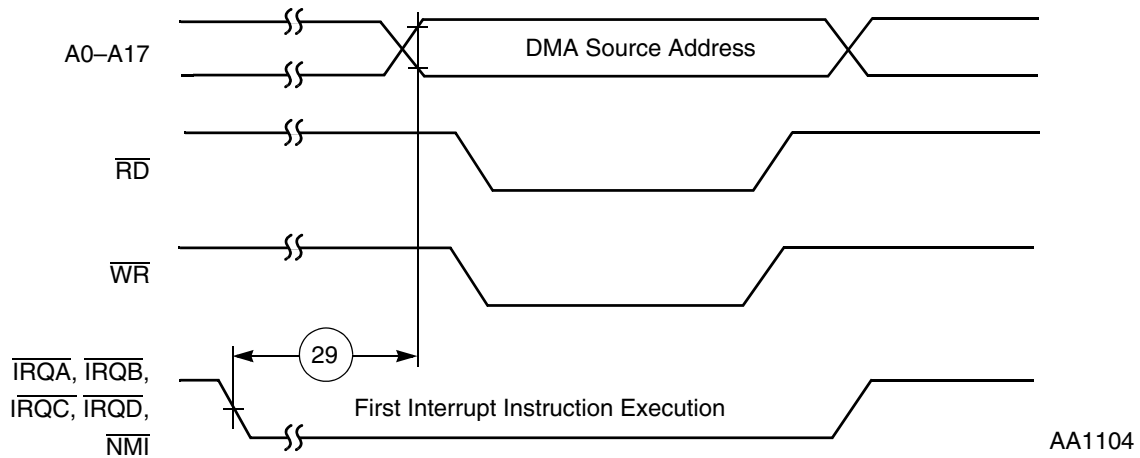 A0–A17
DMA Source Address
RD
WR
29
IRQA, IRQB,
IRQC, IRQD,
NMI
First Interrupt Instruction Execution
AA1104